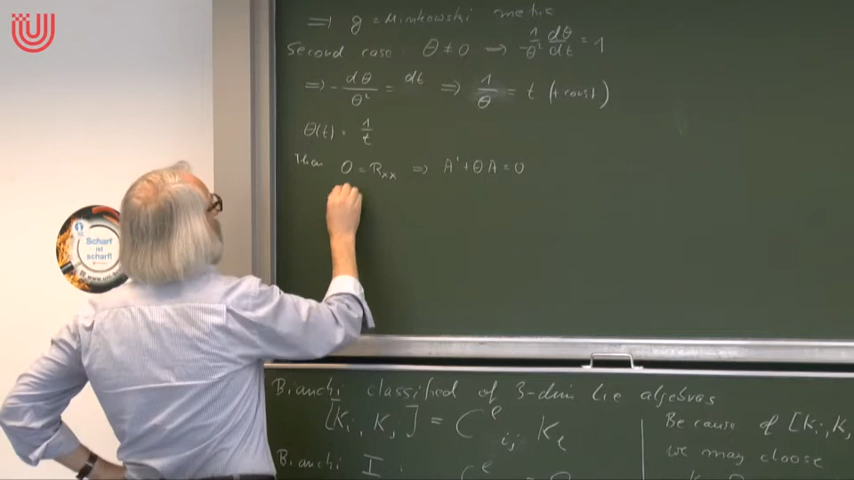 ⟹ g = Minkowski metric
Second case θ ≠ 0 ⟹ -1/θ² dθ/dt = 1
⟹ - dθ/θ² = dt ⟹ 1/θ = t (+ const)
θ(t) = 1/t
Then 0 = R_xx ⟹ A' + θA = 0
Bianchi classified of 3-dim Lie algebras
[K_i, K_j] = C^ℓ_ij K_ℓ
Bianchi I :
Because of [K_i, K
we may choose
Scharf
ist
scharf